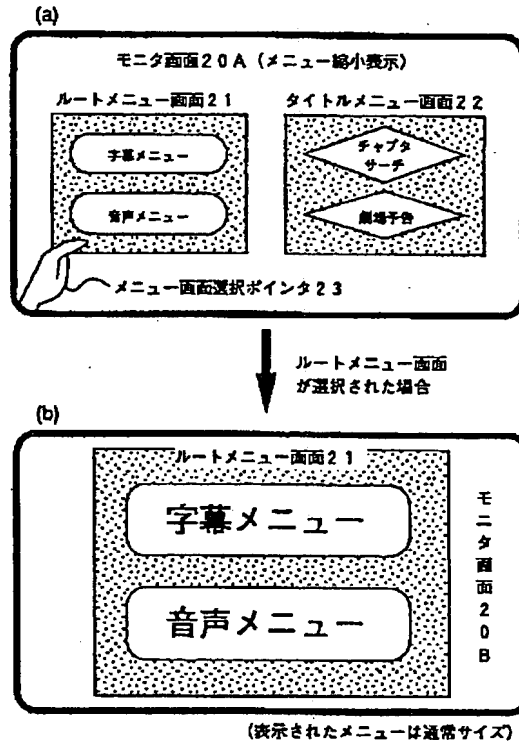 (a)
モニタ画面20A (メニュー縮小表示)
ルートメニュー画面21
タイトルメニュー画面22
字幕メニュー
音声メニュー
チャプタ
サーチ
劇場予告
メニュー画面選択ポインタ23
ルートメニュー画面
が選択された場合
(b)
ルートメニュー画面21
字幕メニュー
音声メニュー
モニタ画面20B
(表示されたメニューは通常サイズ)